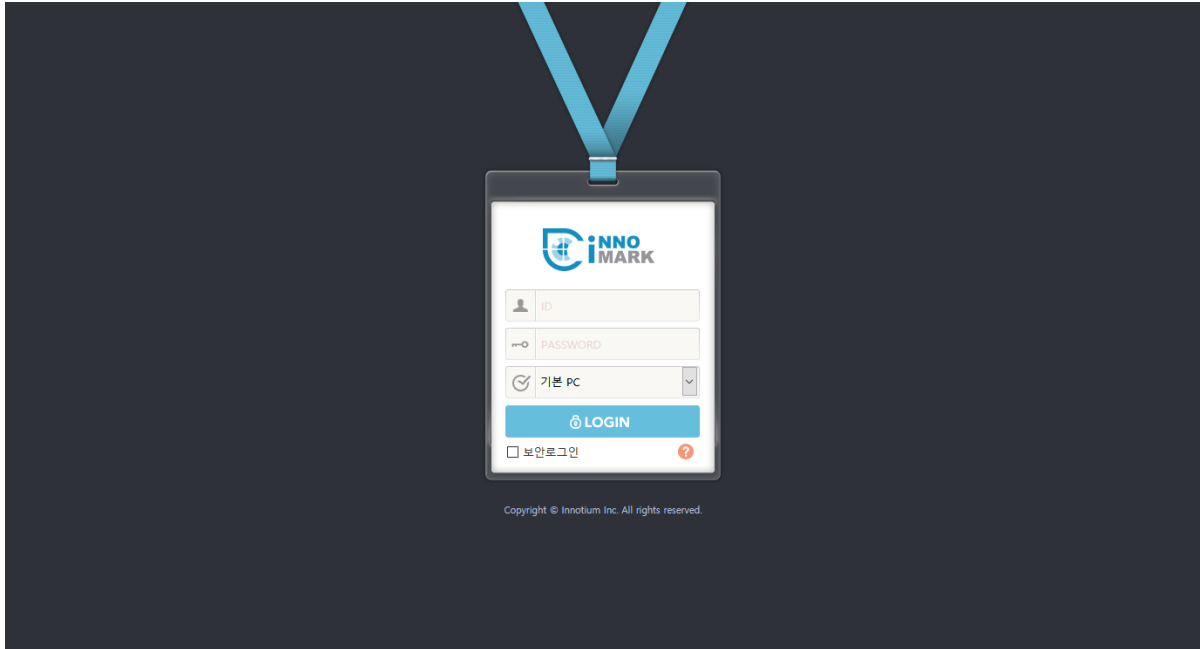 iNNO
MARK
ID
PASSWORD
기본 PC
LOGIN
보안로그인
?
Copyright © Innotium Inc. All rights reserved.